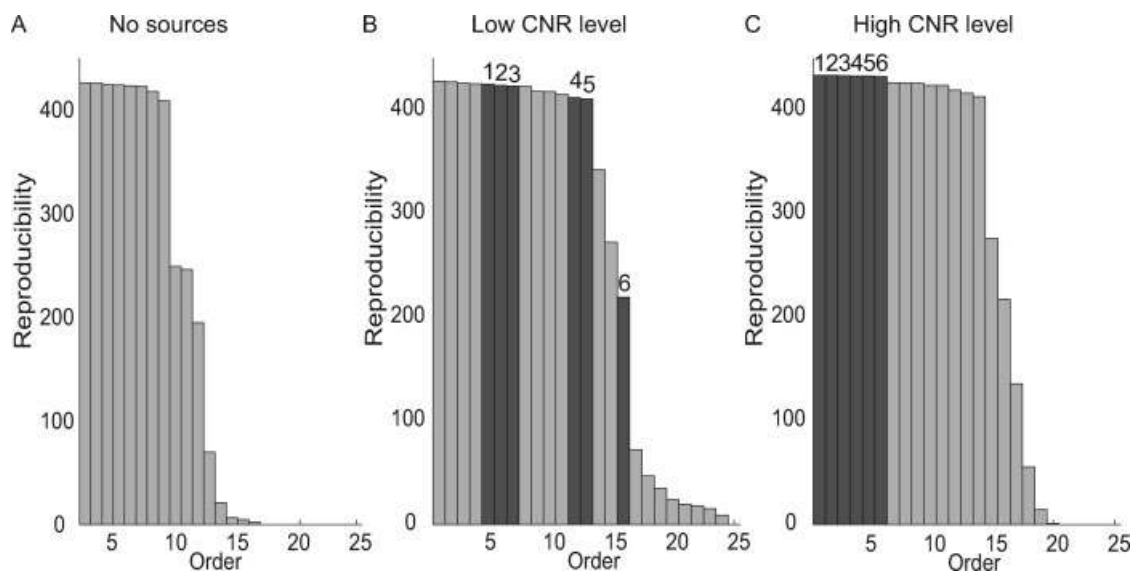 A No sources
B Low CNR level
C High CNR level
Reproducibility
400
300
200
100
0
5 10 15 20 25
Order
Reproducibility
400
300
200
100
0
123
45
6
5 10 15 20 25
Order
Reproducibility
400
300
200
100
0
123456
5 10 15 20 25
Order